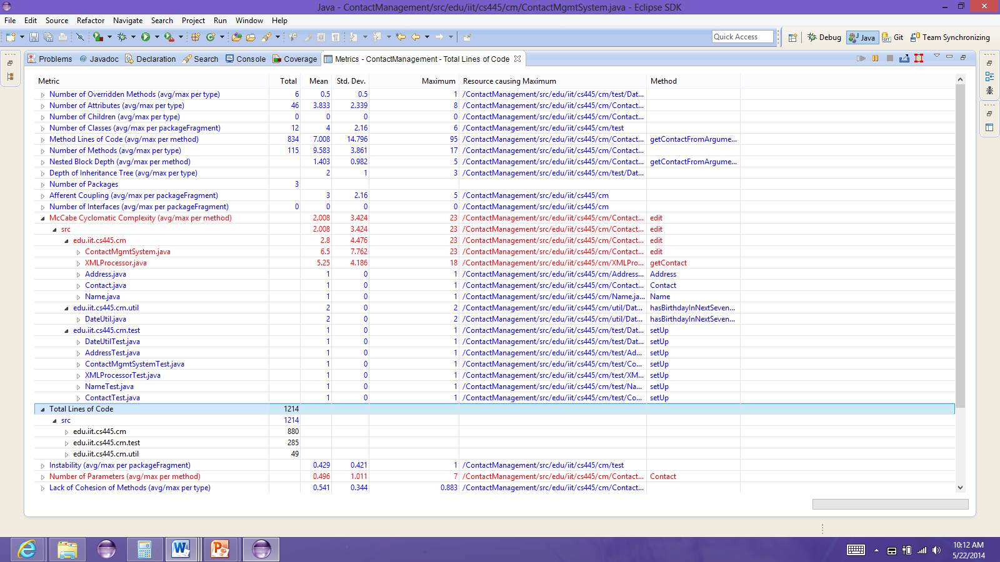 Java - ContactManagement/src/edu/iit/cs445/cm/ContactMgmtSystem.java - Eclipse SDK
File Edit Source Refactor Navigate Search Project Run Window Help
Quick Access Debug Java Git Team Synchronizing
Problems @ Javadoc Declaration Search Console Coverage Metrics - ContactManagement - Total Lines of Code
Metric Total Mean Std. Dev. Maximum Resource causing Maximum Method
Number of Overridden Methods (avg/max per type) 6 0.5 0.5 1 /ContactManagement/src/edu/iit/cs445/cm/test/Dat...
Number of Attributes (avg/max per type) 46 3.833 2.339 8 /ContactManagement/src/edu/iit/cs445/cm/Contact...
Number of Children (avg/max per type) 0 0 0 0 /ContactManagement/src/edu/iit/cs445/cm/Contact...
Number of Classes (avg/max per packageFragment) 12 4 2.16 6 /ContactManagement/src/edu/iit/cs445/cm/test
Method Lines of Code (avg/max per method) 834 7.008 14.796 95 /ContactManagement/src/edu/iit/cs445/cm/Contact... getContactFromArgume...
Number of Methods (avg/max per type) 115 9.583 3.861 17 /ContactManagement/src/edu/iit/cs445/cm/Contact...
Nested Block Depth (avg/max per method) 1.403 0.982 5 /ContactManagement/src/edu/iit/cs445/cm/Contact... getContactFromArgume...
Depth of Inheritance Tree (avg/max per type) 2 1 3 /ContactManagement/src/edu/iit/cs445/cm/test/Dat...
Number of Packages 3
Afferent Coupling (avg/max per packageFragment) 3 2.16 5 /ContactManagement/src/edu/iit/cs445/cm
Number of Interfaces (avg/max per packageFragment) 0 0 0 0 /ContactManagement/src/edu/iit/cs445/cm
McCabe Cyclomatic Complexity (avg/max per method) 2.008 3.424 23 /ContactManagement/src/edu/iit/cs445/cm/Contact... edit
src 2.008 3.424 23 /ContactManagement/src/edu/iit/cs445/cm/Contact... edit
edu.iit.cs445.cm 2.8 4.476 23 /ContactManagement/src/edu/iit/cs445/cm/Contact... edit
ContactMgmtSystem.java 6.5 7.762 23 /ContactManagement/src/edu/iit/cs445/cm/Contact... edit
XMLProcessor.java 5.25 4.186 18 /ContactManagement/src/edu/iit/cs445/cm/XMLPro... getContact
Address.java 1 0 1 /ContactManagement/src/edu/iit/cs445/cm/Address... Address
Contact.java 1 0 1 /ContactManagement/src/edu/iit/cs445/cm/Contact... Contact
Name.java 1 0 1 /ContactManagement/src/edu/iit/cs445/cm/Name.ja... Name
edu.iit.cs445.cm.util 2 0 2 /ContactManagement/src/edu/iit/cs445/cm/util/Dat... hasBirthdayInNextSeven...
DateUtil.java 2 0 2 /ContactManagement/src/edu/iit/cs445/cm/util/Dat... hasBirthdayInNextSeven...
edu.iit.cs445.cm.test 1 0 1 /ContactManagement/src/edu/iit/cs445/cm/test/Dat... setUp
DateUtilTest.java 1 0 1 /ContactManagement/src/edu/iit/cs445/cm/test/Dat... setUp
AddressTest.java 1 0 1 /ContactManagement/src/edu/iit/cs445/cm/test/Ad... setUp
ContactMgmtSystemTest.java 1 0 1 /ContactManagement/src/edu/iit/cs445/cm/test/Co... setUp
XMLProcessorTest.java 1 0 1 /ContactManagement/src/edu/iit/cs445/cm/test/XM... setUp
NameTest.java 1 0 1 /ContactManagement/src/edu/iit/cs445/cm/test/Na... setUp
ContactTest.java 1 0 1 /ContactManagement/src/edu/iit/cs445/cm/test/Co... setUp
Total Lines of Code 1214
src 1214
edu.iit.cs445.cm 880
edu.iit.cs445.cm.test 285
edu.iit.cs445.cm.util 49
Instability (avg/max per packageFragment) 0.429 0.421 1 /ContactManagement/src/edu/iit/cs445/cm/test
Number of Parameters (avg/max per method) 0.496 1.011 7 /ContactManagement/src/edu/iit/cs445/cm/Contact... Contact
Lack of Cohesion of Methods (avg/max per type) 0.541 0.344 0.883 /ContactManagement/src/edu/iit/cs445/cm/Contact...
10:12 AM
5/22/2014